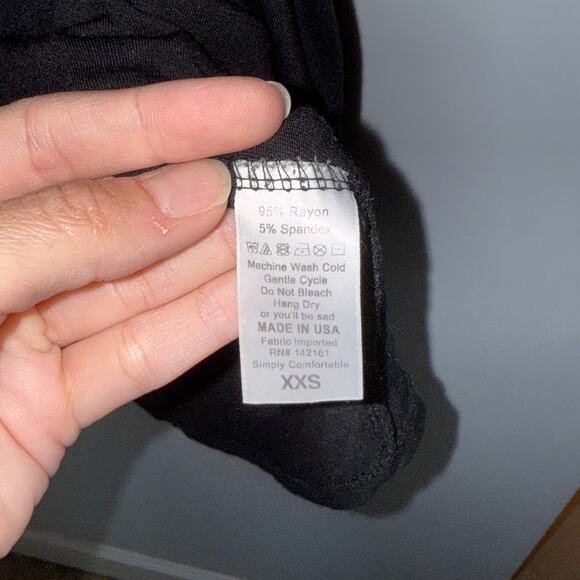 95% Rayon
5% Spandex
Machine Wash Cold
Gentle Cycle
Do Not Bleach
Hang Dry
or you'll be sad
MADE IN USA
Fabric Imported
RN# 142161
Simply Comfortable
XXS